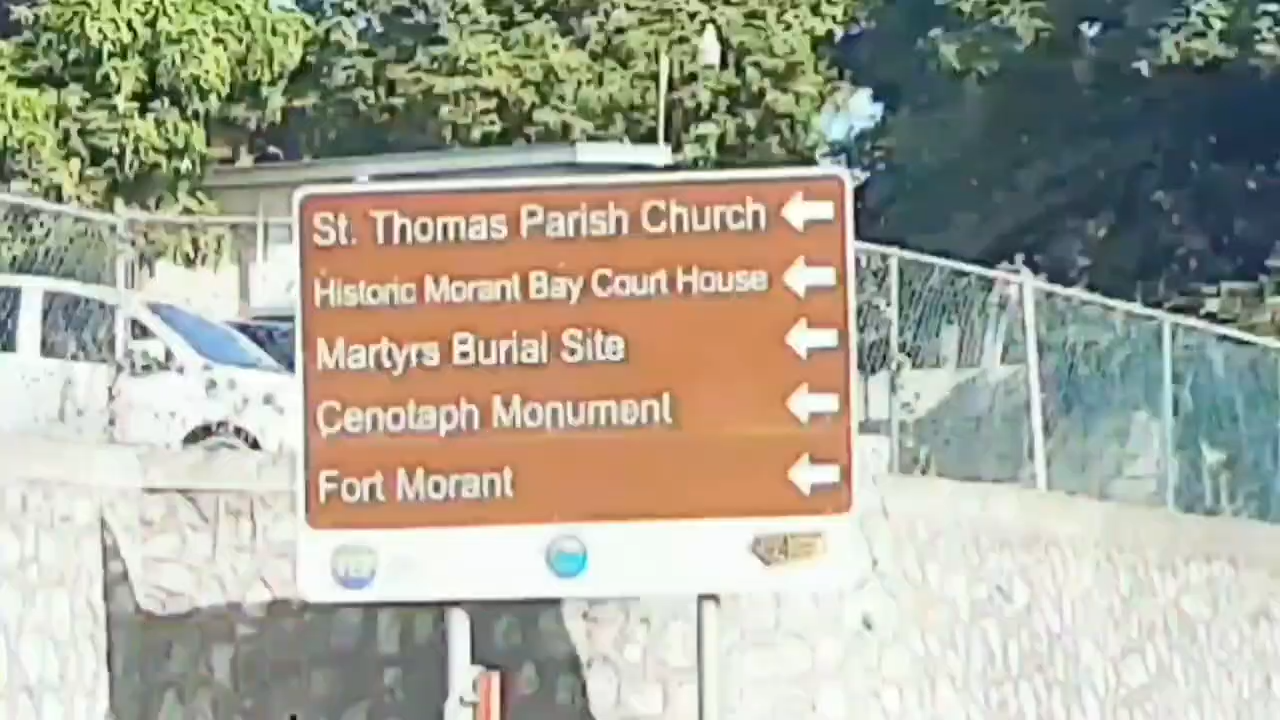 St. Thomas Parish Church
Historic Morant Bay Court House
Martyrs Burial Site
Cenotaph Monument
Fort Morant